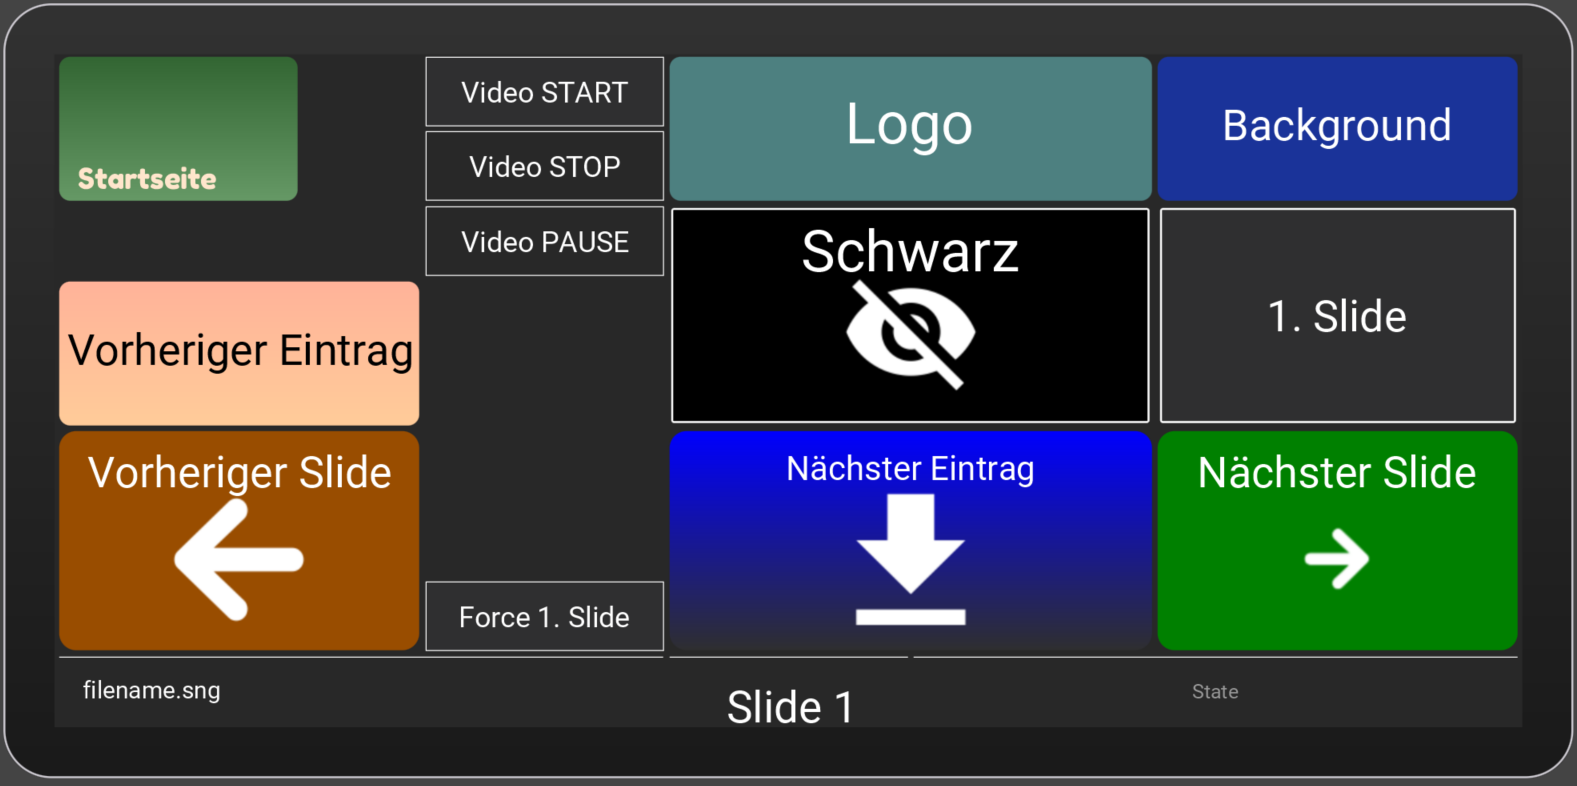 Startseite
Video START
Video STOP
Video PAUSE
Logo
Background
Schwarz
1. Slide
Vorheriger Eintrag
Vorheriger Slide
Force 1. Slide
Nächster Eintrag
Nächster Slide
filename.sng
Slide 1
State